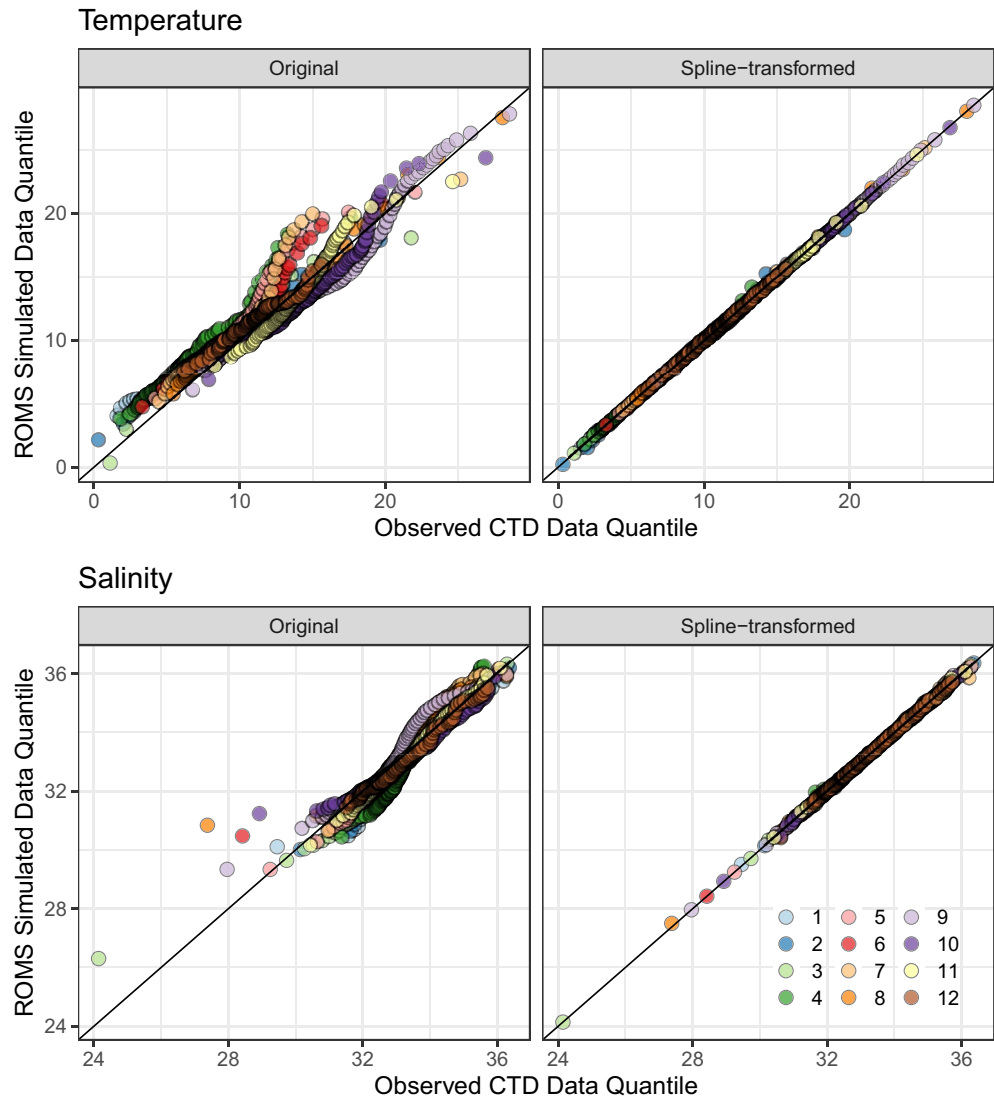 Temperature
Original
Spline−transformed
ROMS Simulated Data Quantile
20
10
0
0 10 20
0 10 20
Observed CTD Data Quantile
Salinity
Original
Spline−transformed
ROMS Simulated Data Quantile
36
32
28
24
1 5 9
2 6 10
3 7 11
4 8 12
24 28 32 36
24 28 32 36
Observed CTD Data Quantile